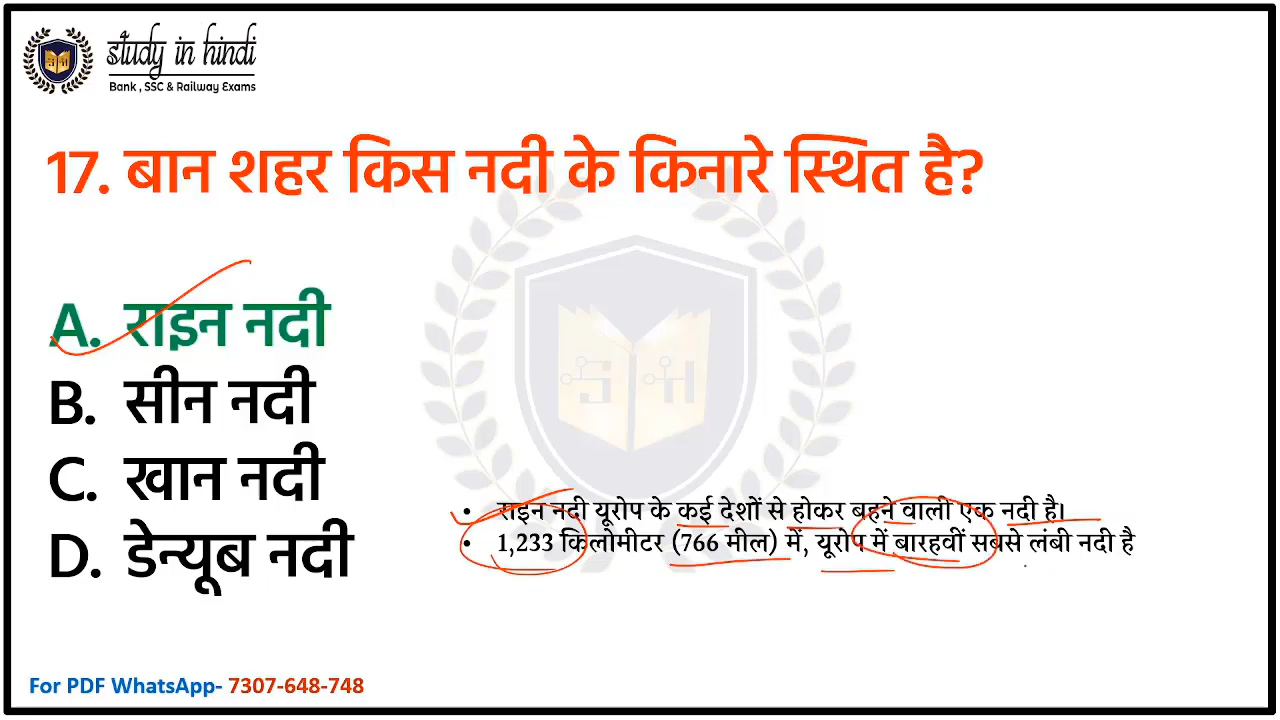 study in hindi
Bank , SSC & Railway Exams
17. बान शहर किस नदी के किनारे स्थित है?
A. राइन नदी
B. सीन नदी
C. खान नदी
D. डेन्यूब नदी
• राइन नदी यूरोप के कई देशों से होकर बहने वाली एक नदी है।
• 1,233 किलोमीटर (766 मील) में, यूरोप में बारहवीं सबसे लंबी नदी है
S H
For PDF WhatsApp- 7307-648-748